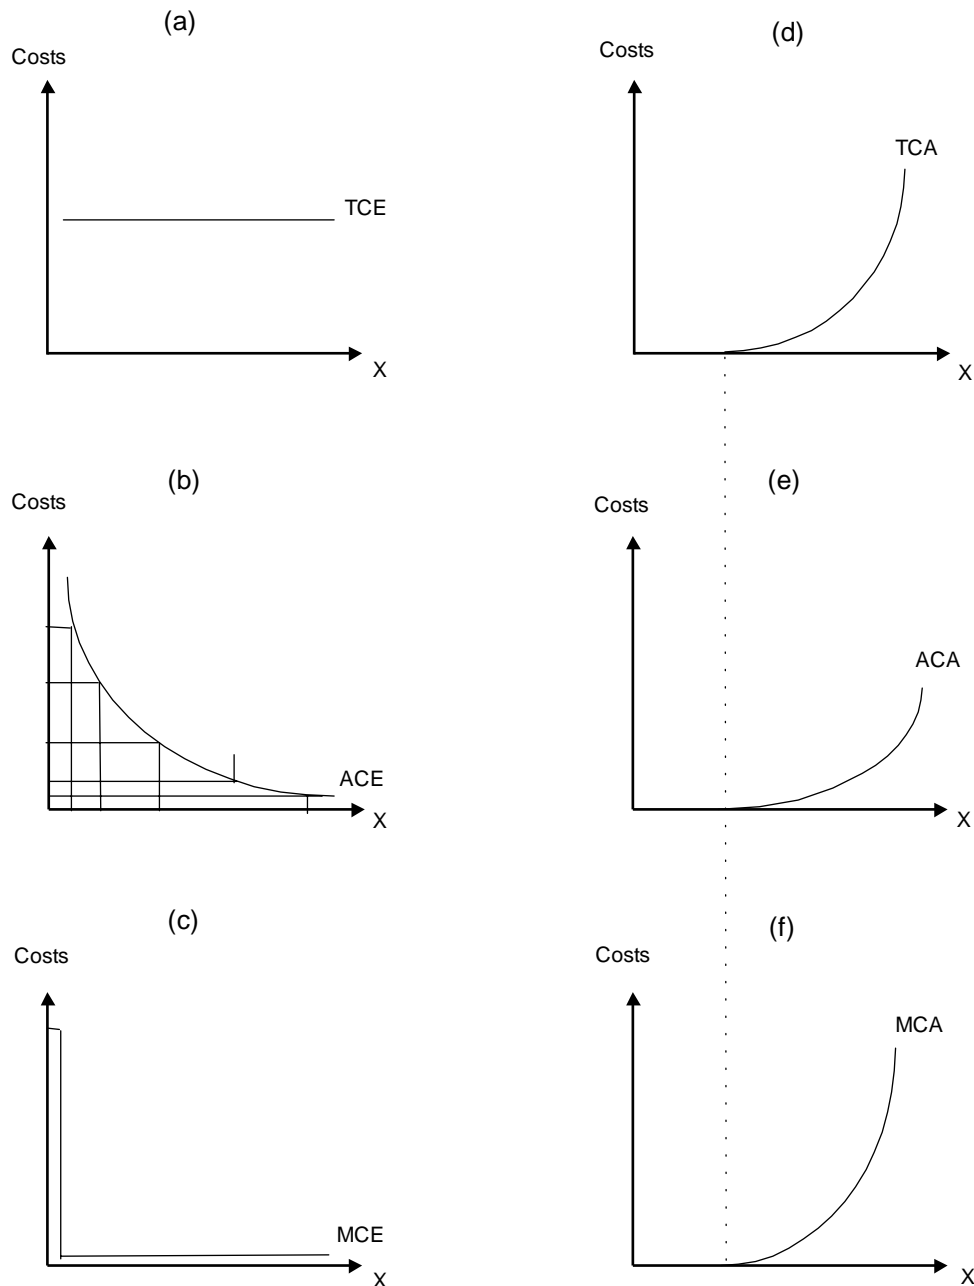 (a)
Costs
TCE
X
(d)
Costs
TCA
X
(b)
Costs
ACE
X
(e)
Costs
ACA
X
(c)
Costs
MCE
X
(f)
Costs
MCA
X